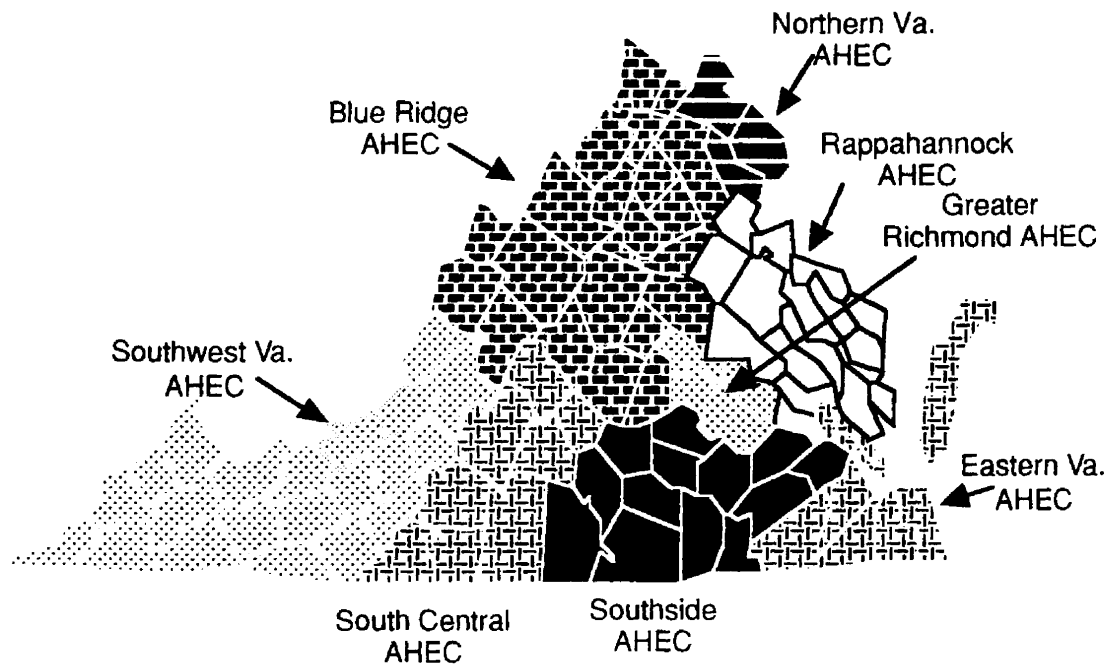 Northern Va.
AHEC
Blue Ridge
AHEC
Rappahannock
AHEC
Greater
Richmond AHEC
Southwest Va.
AHEC
Eastern Va.
AHEC
South Central
AHEC
Southside
AHEC